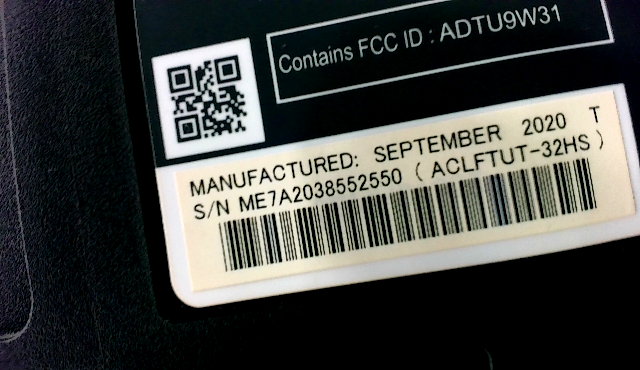 Contains FCC ID : ADTU9W31
MANUFACTURED: SEPTEMBER 2020 T
S/N ME7A2038552550 ( ACLFTUT-32HS )